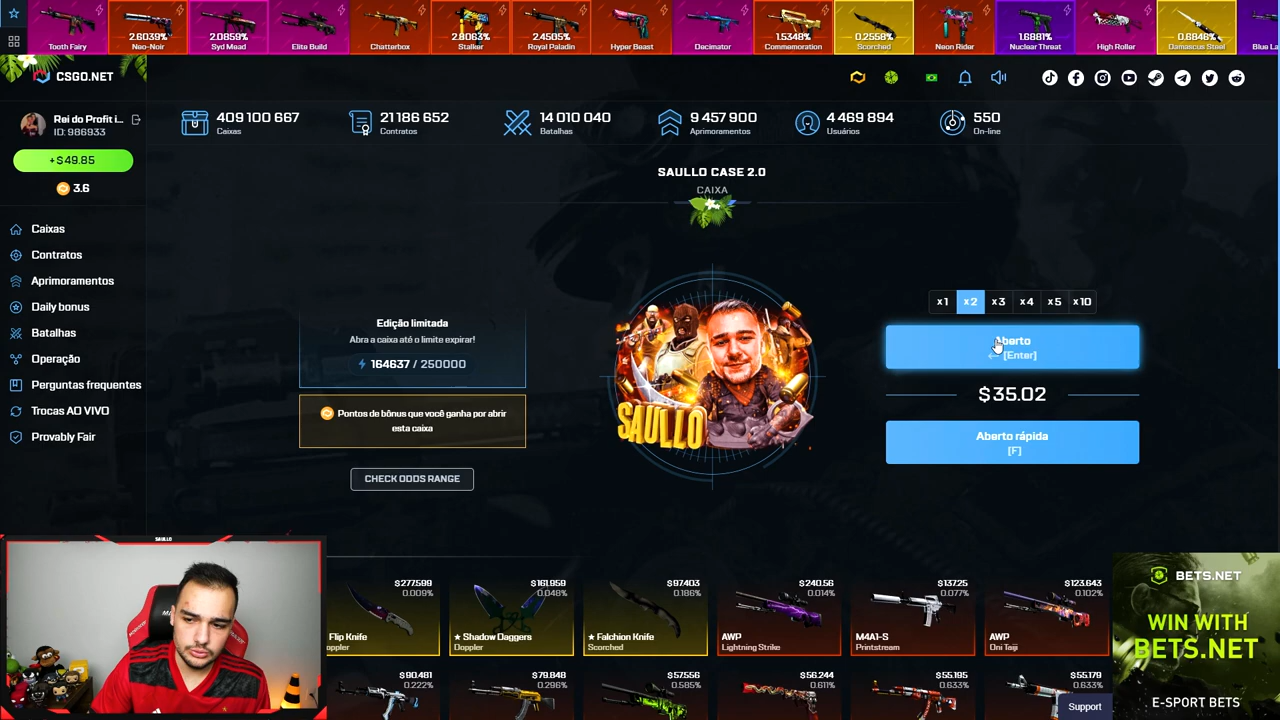 2.6039%
2.0859%
2.8063%
2.4505%
1.5348%
0.2556%
1.6881%
0.6846%
Tooth Fairy
Neo-Noir
Syd Mead
Elite Build
Chatterbox
Stalker
Royal Paladin
Hyper Beast
Decimator
Commemoration
Scorched
Neon Rider
Nuclear Threat
High Roller
Damascus Steel
Blue La
CSGO.NET
Rei do Profit i...
ID: 986933
+$49.85
3.6
Caixas
Contratos
Aprimoramentos
Daily bonus
Batalhas
Operação
Perguntas frequentes
Trocas AO VIVO
Provably Fair
409 100 667
Caixas
21 186 652
Contratos
14 010 040
Batalhas
9 457 900
Aprimoramentos
4 469 894
Usuários
550
On-line
SAULLO CASE 2.0
CAIXA
Edição limitada
Abra a caixa até o limite expirar!
164637 / 250000
Pontos de bônus que você ganha por abrir
esta caixa
CHECK ODDS RANGE
SAULLO
x1 x2 x3 x4 x5 x10
Aberto
[Enter]
$35.02
Aberto rápida
[F]
SAULLO
$277.599
0.009%
Flip Knife
oppler
$161.959
0.048%
★ Shadow Daggers
Doppler
$97.403
0.186%
★ Falchion Knife
Scorched
$240.56
0.014%
AWP
Lightning Strike
$137.25
0.077%
M4A1-S
Printstream
$123.643
0.102%
AWP
Oni Taiji
$90.481
0.222%
$79.848
0.296%
$57.556
0.585%
$56.244
0.611%
$55.195
0.633%
$55.179
0.633%
BETS.NET
WIN WITH
BETS.NET
E-SPORT BETS
Support